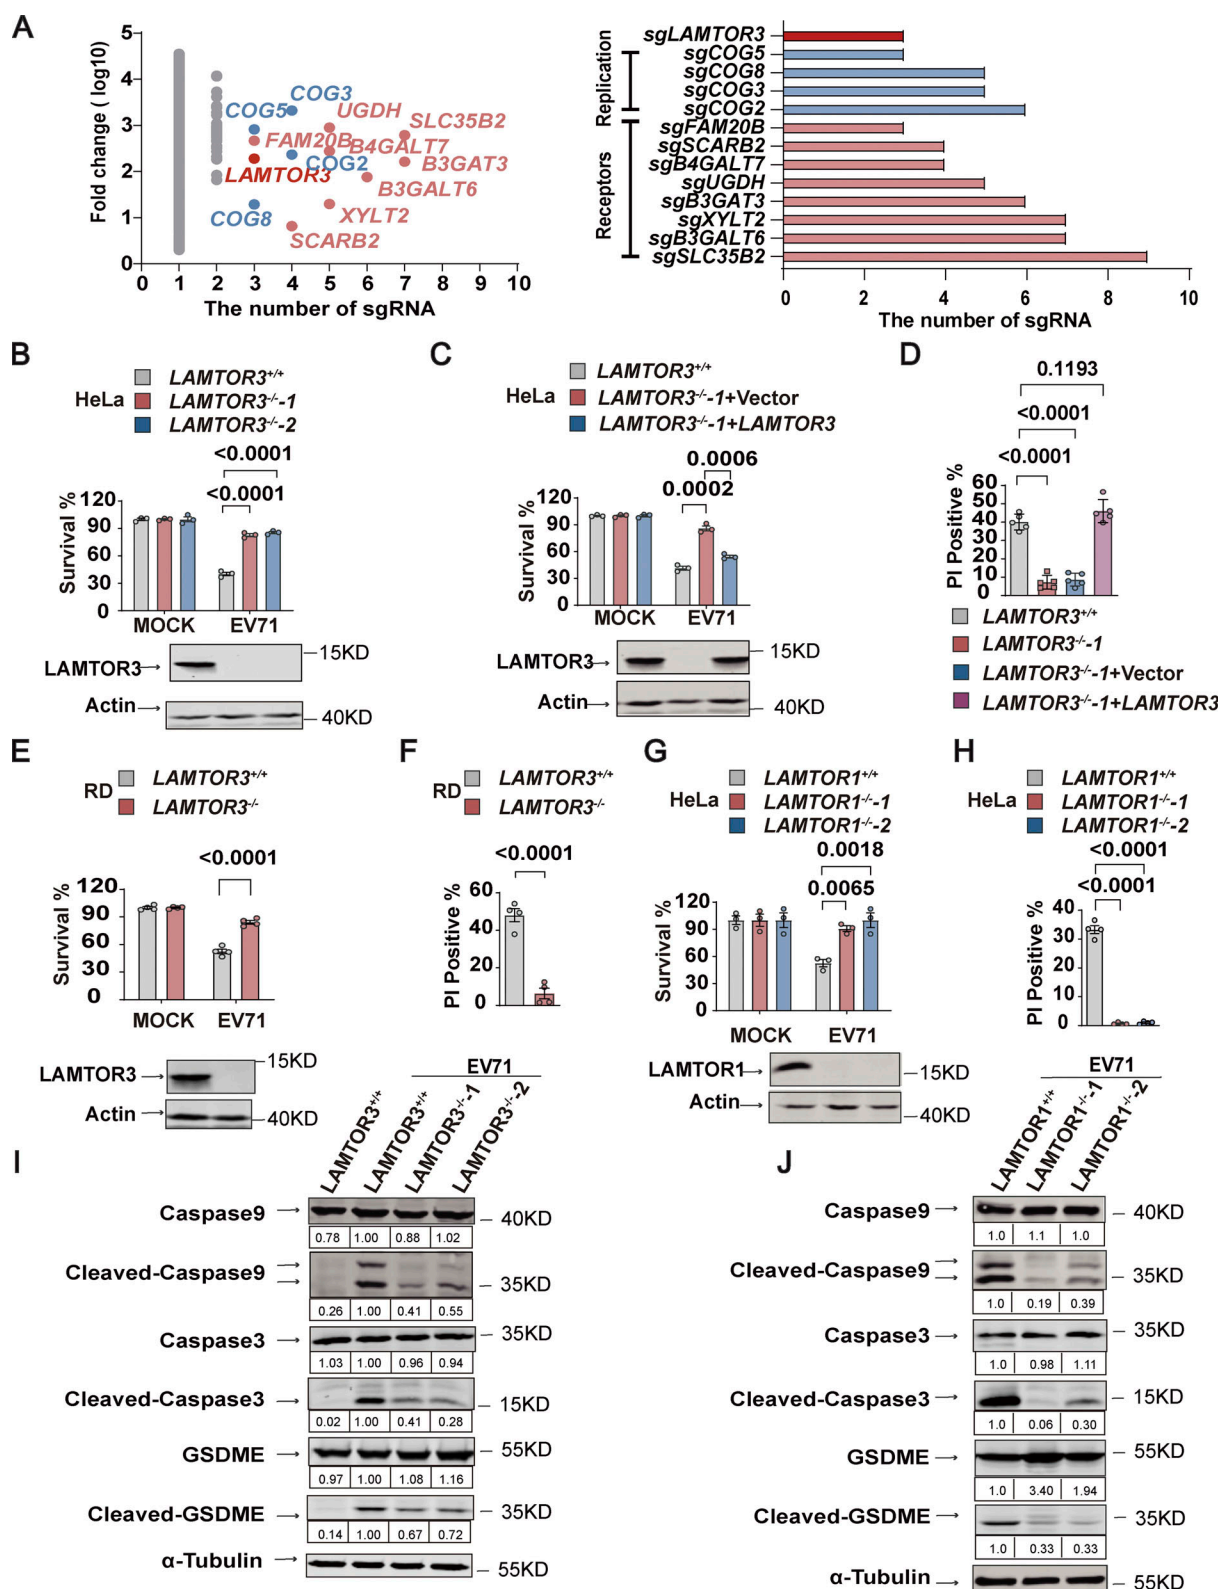 A
Fold change ( log10)
5
4
3
2
1
0
COG3
COG5
UGDH
SLC35B2
FAM20B
B4GALT7
COG2
B3GAT3
LAMTOR3
B3GALT6
COG8
XYLT2
SCARB2
0 1 2 3 4 5 6 7 8 9 10
The number of sgRNA
Replication
Receptors
sgLAMTOR3
sgCOG5
sgCOG8
sgCOG3
sgCOG2
sgFAM20B
sgSCARB2
sgB4GALT7
sgUGDH
sgB3GAT3
sgXYLT2
sgB3GALT6
sgSLC35B2
0 2 4 6 8 10
The number of sgRNA
B
HeLa
LAMTOR3+/+
LAMTOR3-/--1
LAMTOR3-/--2
<0.0001
<0.0001
Survival %
120
90
60
30
0
MOCK EV71
LAMTOR3
15KD
Actin
40KD
C
HeLa
LAMTOR3+/+
LAMTOR3-/--1+Vector
LAMTOR3-/--1+LAMTOR3
0.0006
0.0002
Survival %
120
90
60
30
0
MOCK EV71
LAMTOR3
15KD
Actin
40KD
D
0.1193
<0.0001
<0.0001
PI Positive %
60
50
40
30
20
10
0
LAMTOR3+/+
LAMTOR3-/--1
LAMTOR3-/--1+Vector
LAMTOR3-/--1+LAMTOR3
E
RD
LAMTOR3+/+
LAMTOR3-/-
<0.0001
Survival %
120
90
60
30
0
MOCK EV71
LAMTOR3
15KD
Actin
40KD
F
RD
LAMTOR3+/+
LAMTOR3-/-
<0.0001
PI Positive %
60
40
20
0
G
HeLa
LAMTOR1+/+
LAMTOR1-/--1
LAMTOR1-/--2
0.0018
0.0065
Survival %
120
90
60
30
0
MOCK EV71
LAMTOR1
15KD
Actin
40KD
H
HeLa
LAMTOR1+/+
LAMTOR1-/--1
LAMTOR1-/--2
<0.0001
<0.0001
PI Positive %
40
30
20
10
0
I
EV71
LAMTOR3+/+
LAMTOR3+/+
LAMTOR3-/--1
LAMTOR3-/--2
Caspase9
40KD
0.78 1.00 0.88 1.02
Cleaved-Caspase9
35KD
0.26 1.00 0.41 0.55
Caspase3
35KD
1.03 1.00 0.96 0.94
Cleaved-Caspase3
15KD
0.02 1.00 0.41 0.28
GSDME
55KD
0.97 1.00 1.08 1.16
Cleaved-GSDME
35KD
0.14 1.00 0.67 0.72
α-Tubulin
55KD
J
EV71
LAMTOR1+/+
LAMTOR1-/--1
LAMTOR1-/--2
Caspase9
40KD
1.0 1.1 1.0
Cleaved-Caspase9
35KD
1.0 0.19 0.39
Caspase3
35KD
1.0 0.98 1.11
Cleaved-Caspase3
15KD
1.0 0.06 0.30
GSDME
55KD
1.0 3.40 1.94
Cleaved-GSDME
35KD
1.0 0.33 0.33
α-Tubulin
55KD